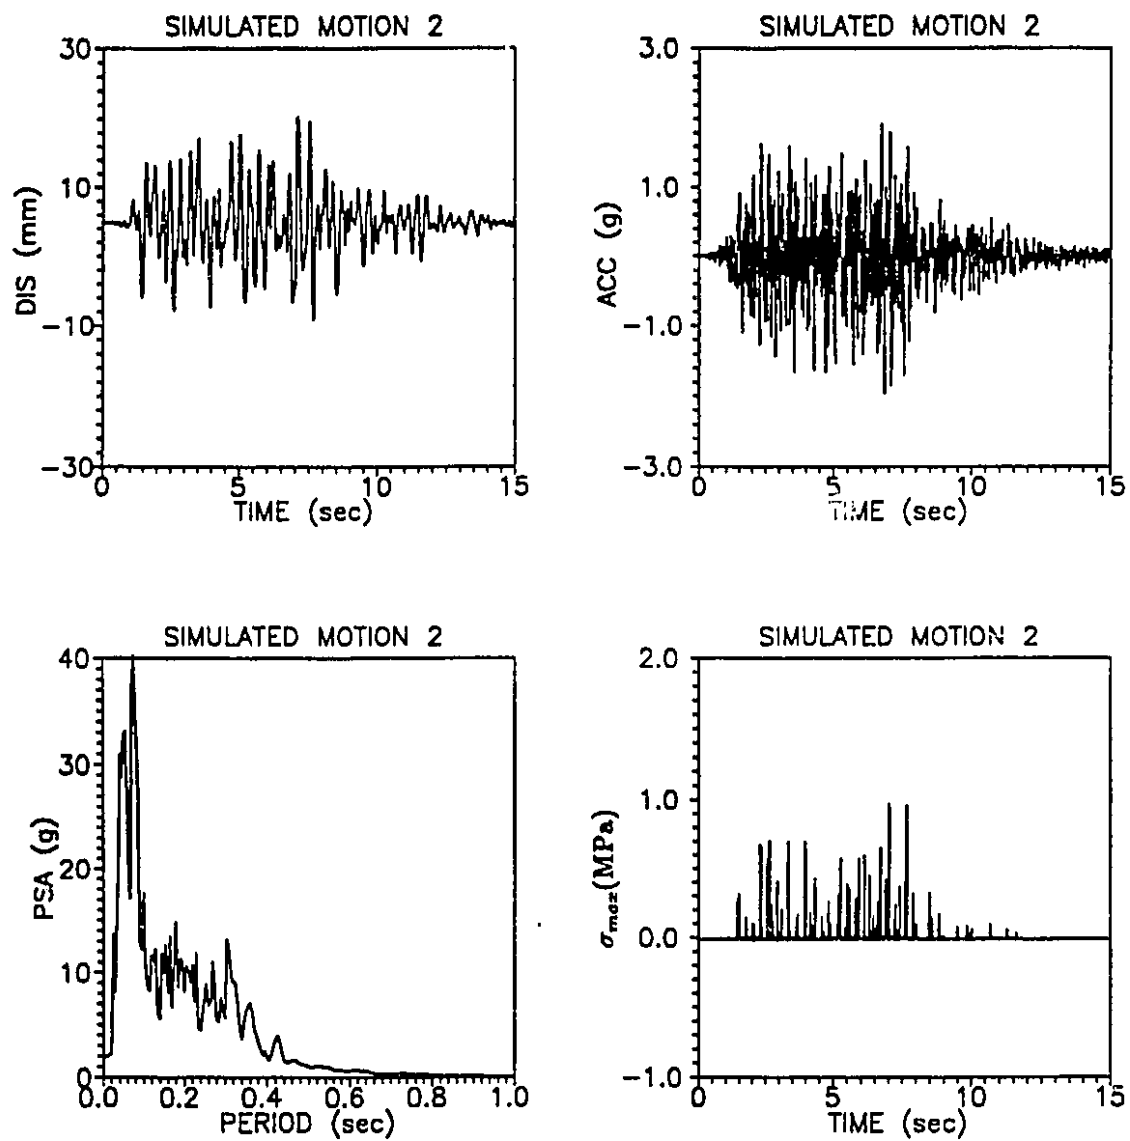 SIMULATED MOTION 2
30
10
-10
-30
DIS (mm)
0 5 10 15
TIME (sec)
SIMULATED MOTION 2
3.0
1.0
-1.0
-3.0
ACC (g)
0 5 10 15
TIME (sec)
SIMULATED MOTION 2
40
30
20
10
0
PSA (g)
0.0 0.2 0.4 0.6 0.8 1.0
PERIOD (sec)
SIMULATED MOTION 2
2.0
1.0
0.0
-1.0
σmax(MPa)
0 5 10 15
TIME (sec)